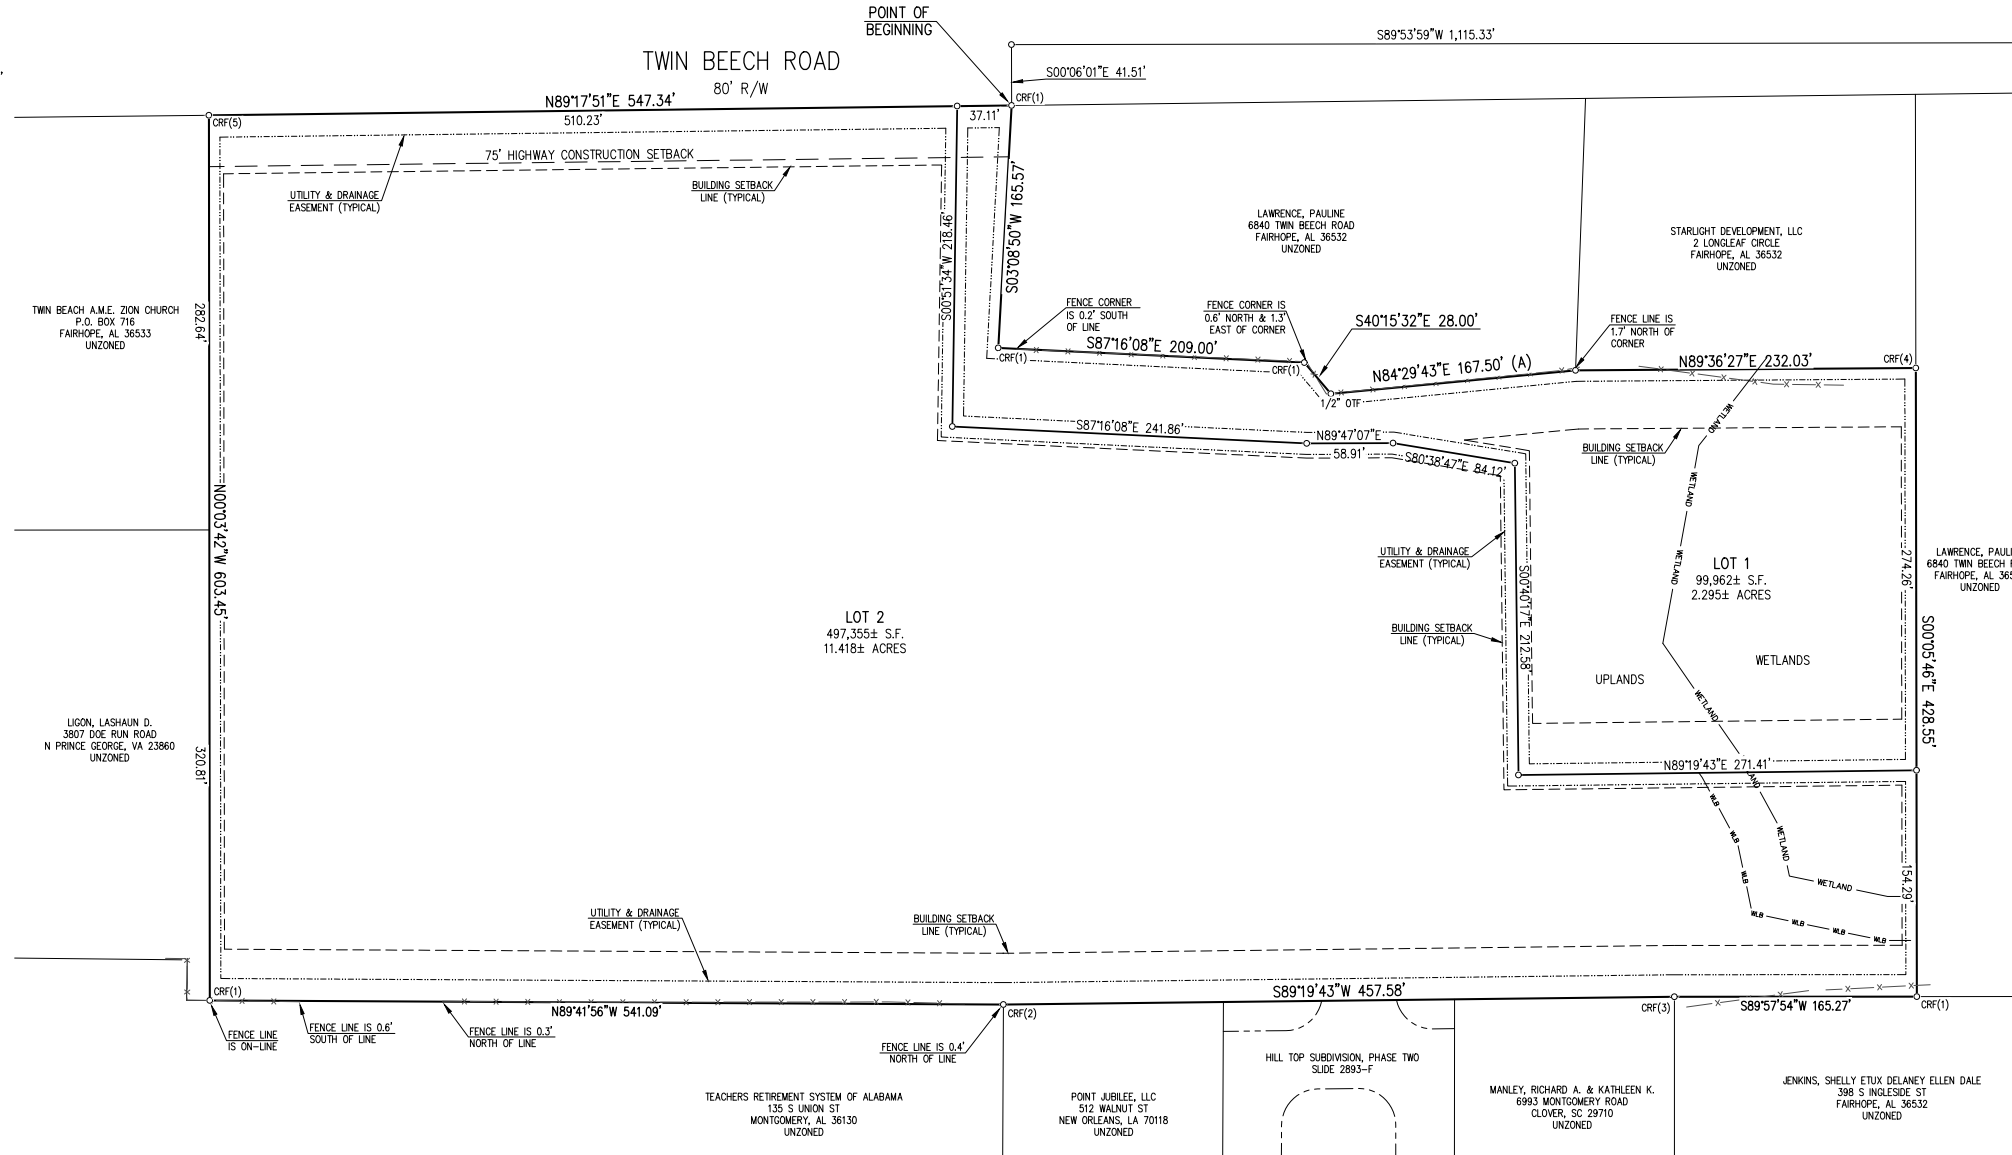 POINT OF
BEGINNING
S89°53'59"W 1,115.33'
TWIN BEECH ROAD
80' R/W
S00°06'01"E 41.51'
CRF(1)
N89°17'51"E 547.34'
510.23'
37.11'
CRF(5)
75' HIGHWAY CONSTRUCTION SETBACK
UTILITY & DRAINAGE
EASEMENT (TYPICAL)
BUILDING SETBACK
LINE (TYPICAL)
S00°51'34"W 218.46'
S03°08'50"W 165.57'
LAWRENCE, PAULINE
6840 TWIN BEECH ROAD
FAIRHOPE, AL 36532
UNZONED
STARLIGHT DEVELOPMENT, LLC
2 LONGLEAF CIRCLE
FAIRHOPE, AL 36532
UNZONED
TWIN BEACH A.M.E. ZION CHURCH
P.O. BOX 716
FAIRHOPE, AL 36533
UNZONED
282.64'
FENCE CORNER
IS 0.2' SOUTH
OF LINE
FENCE CORNER IS
0.6' NORTH & 1.3'
EAST OF CORNER
S40°15'32"E 28.00'
FENCE LINE IS
1.7' NORTH OF
CORNER
CRF(1)
S87°16'08"E 209.00'
CRF(1)
N84°29'43"E 167.50' (A)
N89°36'27"E 232.03'
CRF(4)
1/2" OTF
WETLAND
S87°16'08"E 241.86'
N89°47'07"E
58.91'
S80°38'47"E 84.12'
BUILDING SETBACK
LINE (TYPICAL)
WETLAND
N00°03'42"W 603.45'
UTILITY & DRAINAGE
EASEMENT (TYPICAL)
S00°40'17"E 212.58'
WETLAND
LOT 1
99,962± S.F.
2.295± ACRES
274.26'
LAWRENCE, PAULI
6840 TWIN BEECH R
FAIRHOPE, AL 365
UNZONED
LOT 2
497,355± S.F.
11.418± ACRES
BUILDING SETBACK
LINE (TYPICAL)
UPLANDS
WETLANDS
S00°05'46"E 428.55'
LIGON, LASHAUN D.
3807 DOE RUN ROAD
N PRINCE GEORGE, VA 23860
UNZONED
320.81'
WETLAND
N89°19'43"E 271.41'
LAND
WLB
WLB
WETLAND
WLB
WETLAND
154.29'
WLB
WLB
WLB
WLB
UTILITY & DRAINAGE
EASEMENT (TYPICAL)
BUILDING SETBACK
LINE (TYPICAL)
CRF(1)
N89°41'56"W 541.09'
CRF(2)
S89°19'43"W 457.58'
CRF(3)
S89°57'54"W 165.27'
CRF(1)
FENCE LINE
IS ON-LINE
FENCE LINE IS 0.6'
SOUTH OF LINE
FENCE LINE IS 0.3'
NORTH OF LINE
FENCE LINE IS 0.4'
NORTH OF LINE
TEACHERS RETIREMENT SYSTEM OF ALABAMA
135 S UNION ST
MONTGOMERY, AL 36130
UNZONED
POINT JUBILEE, LLC
512 WALNUT ST
NEW ORLEANS, LA 70118
UNZONED
HILL TOP SUBDIVISION, PHASE TWO
SLIDE 2893-F
MANLEY, RICHARD A. & KATHLEEN K.
6993 MONTGOMERY ROAD
CLOVER, SC 29710
UNZONED
JENKINS, SHELLY ETUX DELANEY ELLEN DALE
398 S INGLESIDE ST
FAIRHOPE, AL 36532
UNZONED